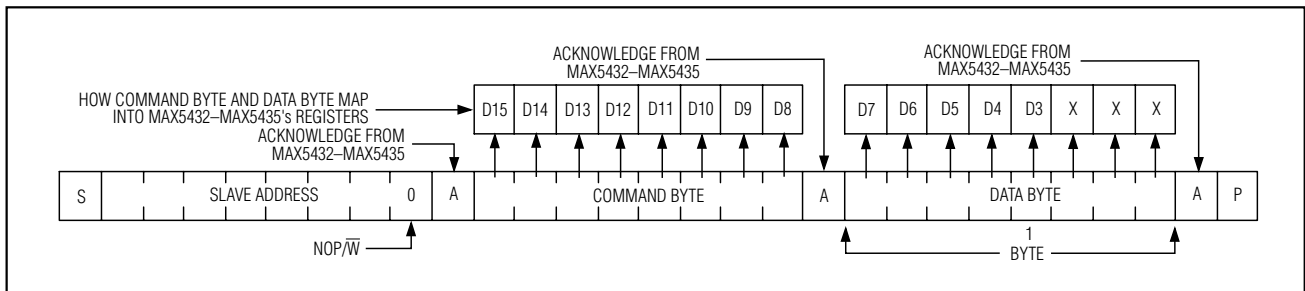 ACKNOWLEDGE FROM
MAX5432–MAX5435
ACKNOWLEDGE FROM
MAX5432–MAX5435
HOW COMMAND BYTE AND DATA BYTE MAP
INTO MAX5432–MAX5435's REGISTERS
D15 D14 D13 D12 D11 D10 D9 D8
D7 D6 D5 D4 D3 X X X
ACKNOWLEDGE FROM
MAX5432–MAX5435
S SLAVE ADDRESS 0 A COMMAND BYTE A DATA BYTE A P
NOP/W̅
1
BYTE